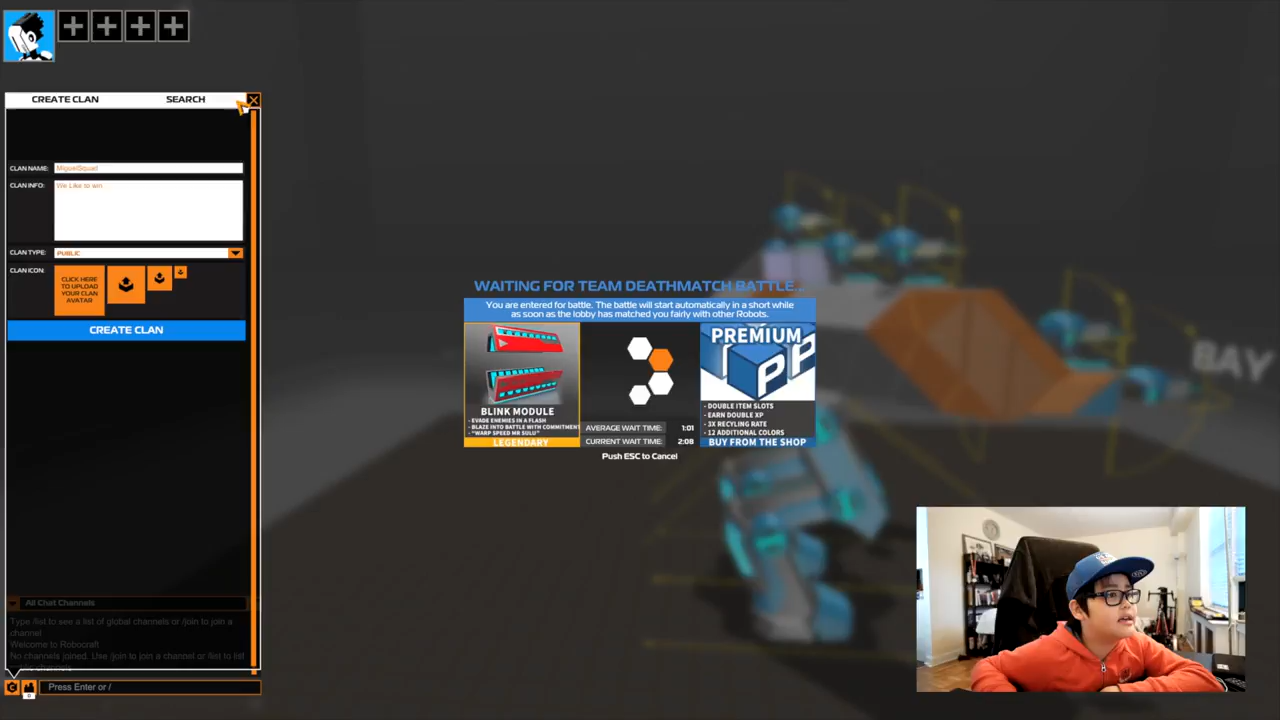 CREATE CLAN
SEARCH
CLAN NAME:
MiguelSquad
CLAN INFO:
We Like to win
CLAN TYPE:
PUBLIC
CLAN ICON:
CLICK HERE
TO UPLOAD
YOUR CLAN
AVATAR
CREATE CLAN
WAITING FOR TEAM DEATHMATCH BATTLE...
You are entered for battle. The battle will start automatically in a short while
as soon as the lobby has matched you fairly with other Robots.
BLINK MODULE
- EVADE ENEMIES IN A FLASH
- BLAZE INTO BATTLE WITH COMMITMENT
- "WARP SPEED MR SULU"
LEGENDARY
AVERAGE WAIT TIME: 1:01
CURRENT WAIT TIME: 2:08
Push ESC to Cancel
PREMIUM
P P
- DOUBLE ITEM SLOTS
- EARN DOUBLE XP
- 3X RECYLING RATE
- 12 ADDITIONAL COLORS
BUY FROM THE SHOP
BAY
All Chat Channels
Type /list to see a list of global channels or /join to join a
channel
Welcome to Robocraft
No channels joined. Use /join to join a channel or /list to list
public channels
Press Enter or /